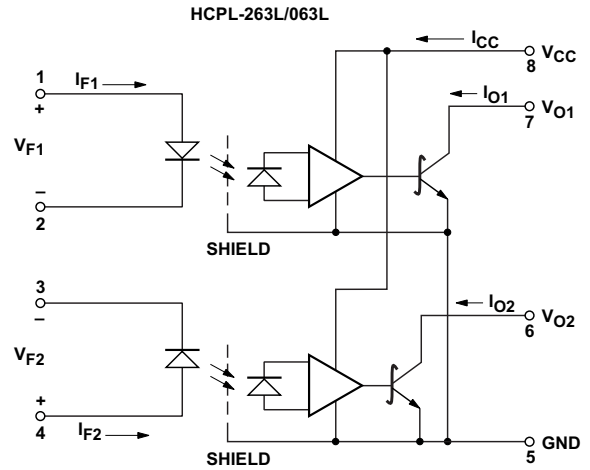 HCPL-263L/063L
I_CC
8 V_CC
1
I_F1
+
I_O1
7 V_O1
V_F1
–
2
SHIELD
3
–
I_O2
6 V_O2
V_F2
+
4
I_F2
SHIELD
5 GND